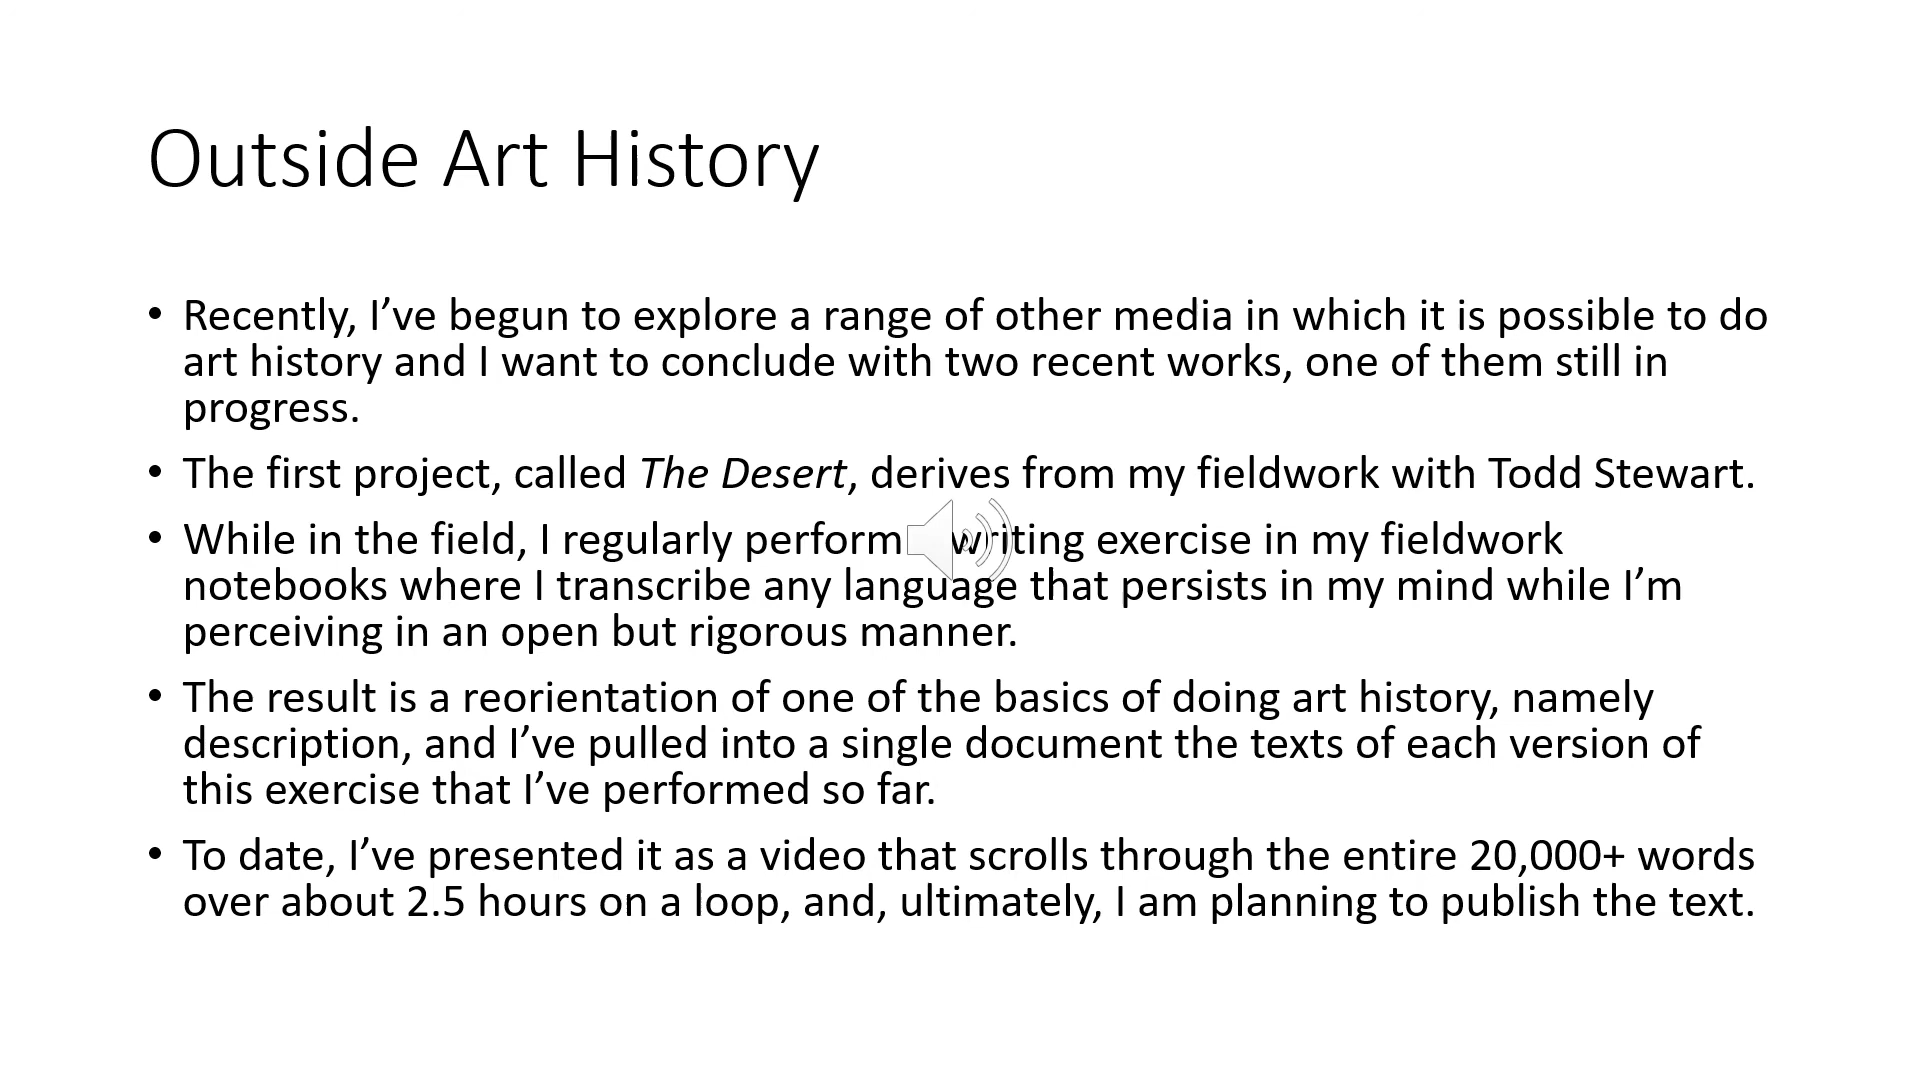 Outside Art History
• Recently, I’ve begun to explore a range of other media in which it is possible to do
art history and I want to conclude with two recent works, one of them still in
progress.
• The first project, called The Desert, derives from my fieldwork with Todd Stewart.
• While in the field, I regularly perform writing exercise in my fieldwork
notebooks where I transcribe any language that persists in my mind while I’m
perceiving in an open but rigorous manner.
• The result is a reorientation of one of the basics of doing art history, namely
description, and I’ve pulled into a single document the texts of each version of
this exercise that I’ve performed so far.
• To date, I’ve presented it as a video that scrolls through the entire 20,000+ words
over about 2.5 hours on a loop, and, ultimately, I am planning to publish the text.